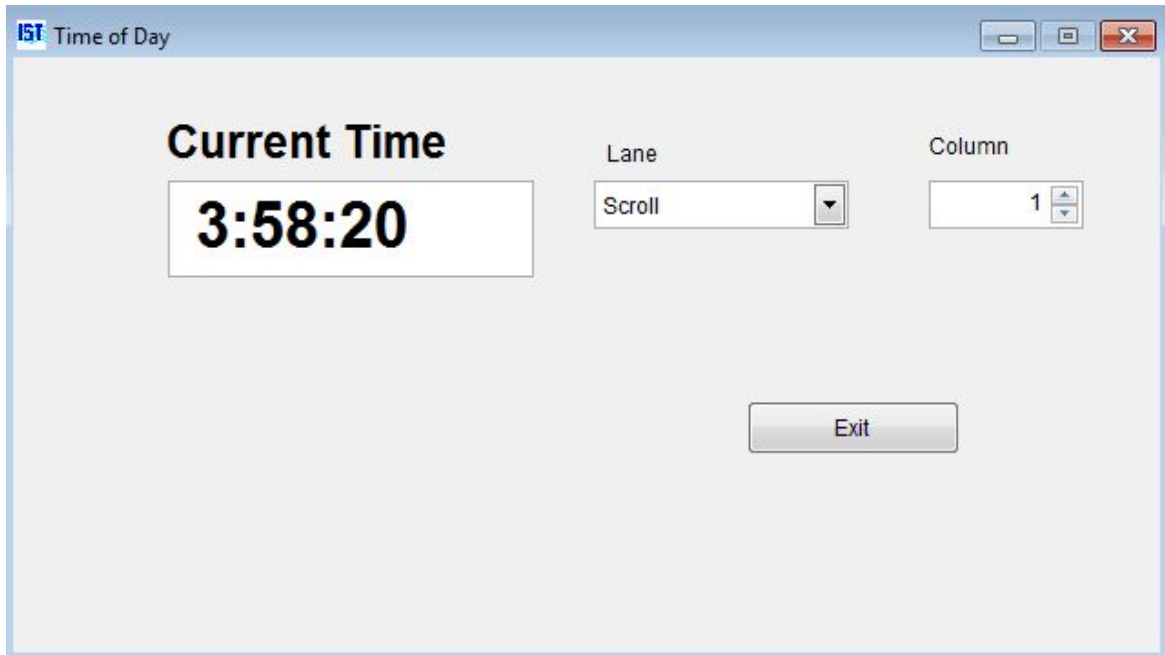 IST Time of Day
Current Time
Lane
Column
3:58:20
Scroll
1
Exit